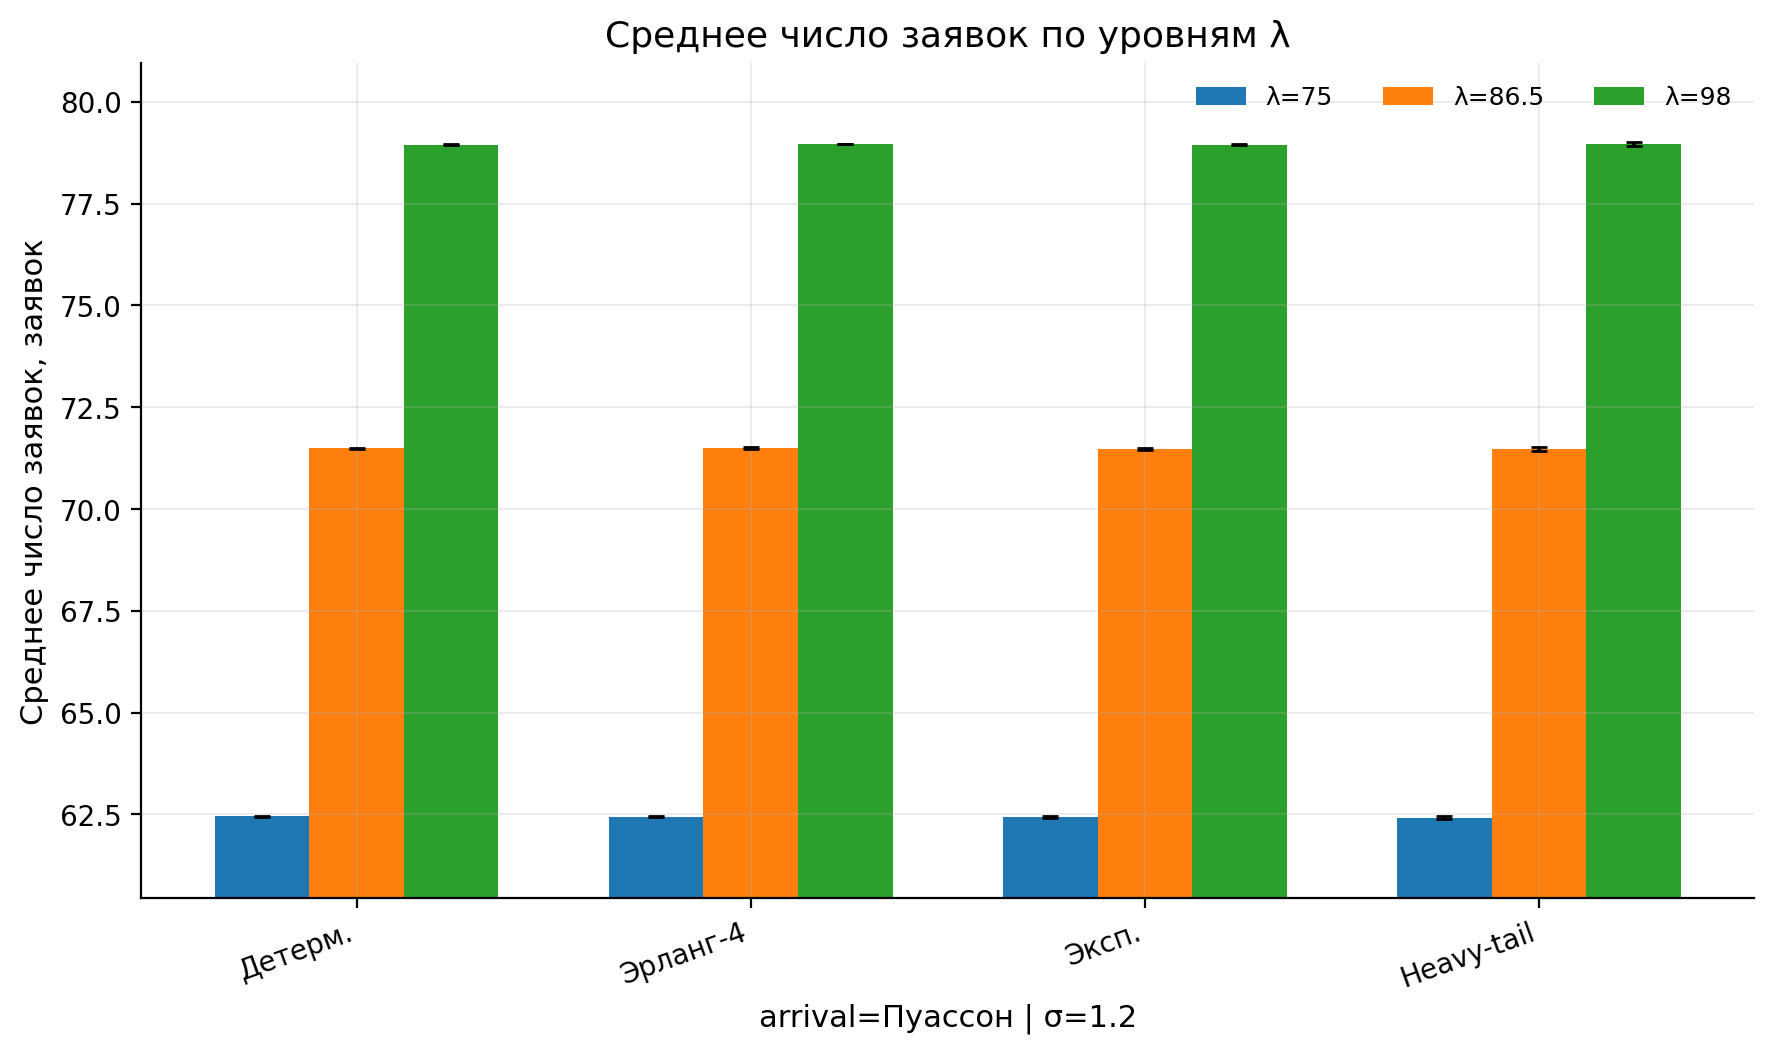 Среднее число заявок по уровням λ
λ=75 λ=86.5 λ=98
Среднее число заявок, заявок
80.0
77.5
75.0
72.5
70.0
67.5
65.0
62.5
Детерм. Эрланг-4 Эксп. Heavy-tail
arrival=Пуассон | σ=1.2